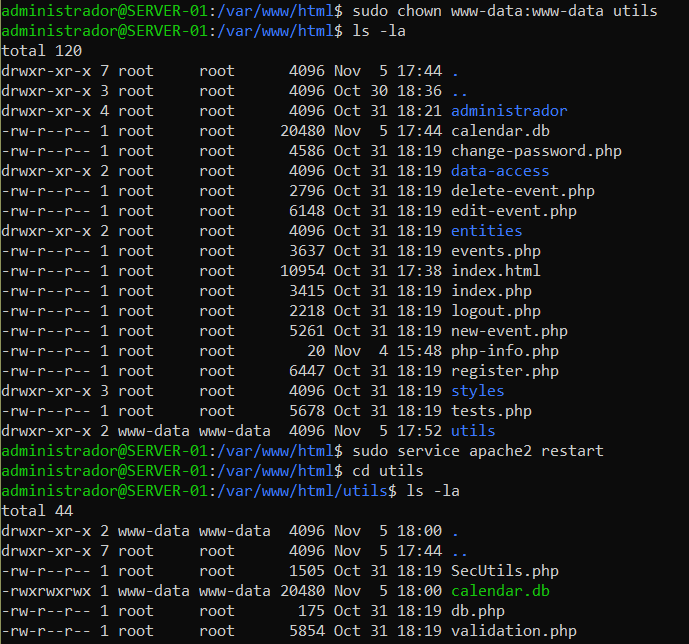 administrador@SERVER-01:/var/www/html$ sudo chown www-data:www-data utils
administrador@SERVER-01:/var/www/html$ ls -la
total 120
drwxr-xr-x 7 root     root      4096 Nov  5 17:44 .
drwxr-xr-x 3 root     root      4096 Oct 30 18:36 ..
drwxr-xr-x 4 root     root      4096 Oct 31 18:21 administrador
-rw-r--r-- 1 root     root     20480 Nov  5 17:44 calendar.db
-rw-r--r-- 1 root     root      4586 Oct 31 18:19 change-password.php
drwxr-xr-x 2 root     root      4096 Oct 31 18:19 data-access
-rw-r--r-- 1 root     root      2796 Oct 31 18:19 delete-event.php
-rw-r--r-- 1 root     root      6148 Oct 31 18:19 edit-event.php
drwxr-xr-x 2 root     root      4096 Oct 31 18:19 entities
-rw-r--r-- 1 root     root      3637 Oct 31 18:19 events.php
-rw-r--r-- 1 root     root     10954 Oct 31 17:38 index.html
-rw-r--r-- 1 root     root      3415 Oct 31 18:19 index.php
-rw-r--r-- 1 root     root      2218 Oct 31 18:19 logout.php
-rw-r--r-- 1 root     root      5261 Oct 31 18:19 new-event.php
-rw-r--r-- 1 root     root        20 Nov  4 15:48 php-info.php
-rw-r--r-- 1 root     root      6447 Oct 31 18:19 register.php
drwxr-xr-x 3 root     root      4096 Oct 31 18:19 styles
-rw-r--r-- 1 root     root      5678 Oct 31 18:19 tests.php
drwxr-xr-x 2 www-data www-data  4096 Nov  5 17:52 utils
administrador@SERVER-01:/var/www/html$ sudo service apache2 restart
administrador@SERVER-01:/var/www/html$ cd utils
administrador@SERVER-01:/var/www/html/utils$ ls -la
total 44
drwxr-xr-x 2 www-data www-data  4096 Nov  5 18:00 .
drwxr-xr-x 7 root     root      4096 Nov  5 17:44 ..
-rw-r--r-- 1 root     root      1505 Oct 31 18:19 SecUtils.php
-rwxrwxrwx 1 www-data www-data 20480 Nov  5 18:00 calendar.db
-rw-r--r-- 1 root     root       175 Oct 31 18:19 db.php
-rw-r--r-- 1 root     root      5854 Oct 31 18:19 validation.php